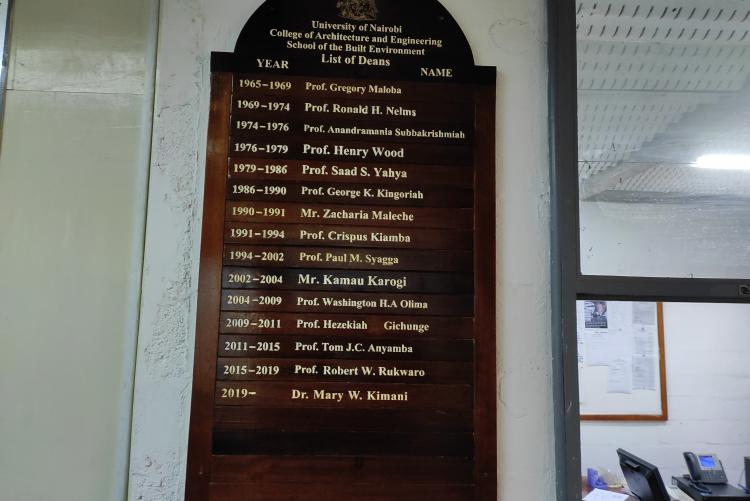 University of Nairobi
College of Architecture and Engineering
School of the Built Environment
List of Deans
YEAR NAME
1965-1969 Prof. Gregory Maloba
1969-1974 Prof. Ronald H. Nelms
1974-1976 Prof. Anandramania Subbakrishmiah
1976-1979 Prof. Henry Wood
1979-1986 Prof. Saad S. Yahya
1986-1990 Prof. George K. Kingoriah
1990-1991 Mr. Zacharia Maleche
1991-1994 Prof. Crispus Kiamba
1994-2002 Prof. Paul M. Syagga
2002-2004 Mr. Kamau Karogi
2004-2009 Prof. Washington H.A Olima
2009-2011 Prof. Hezekiah Gichunge
2011-2015 Prof. Tom J.C. Anyamba
2015-2019 Prof. Robert W. Rukwaro
2019- Dr. Mary W. Kimani